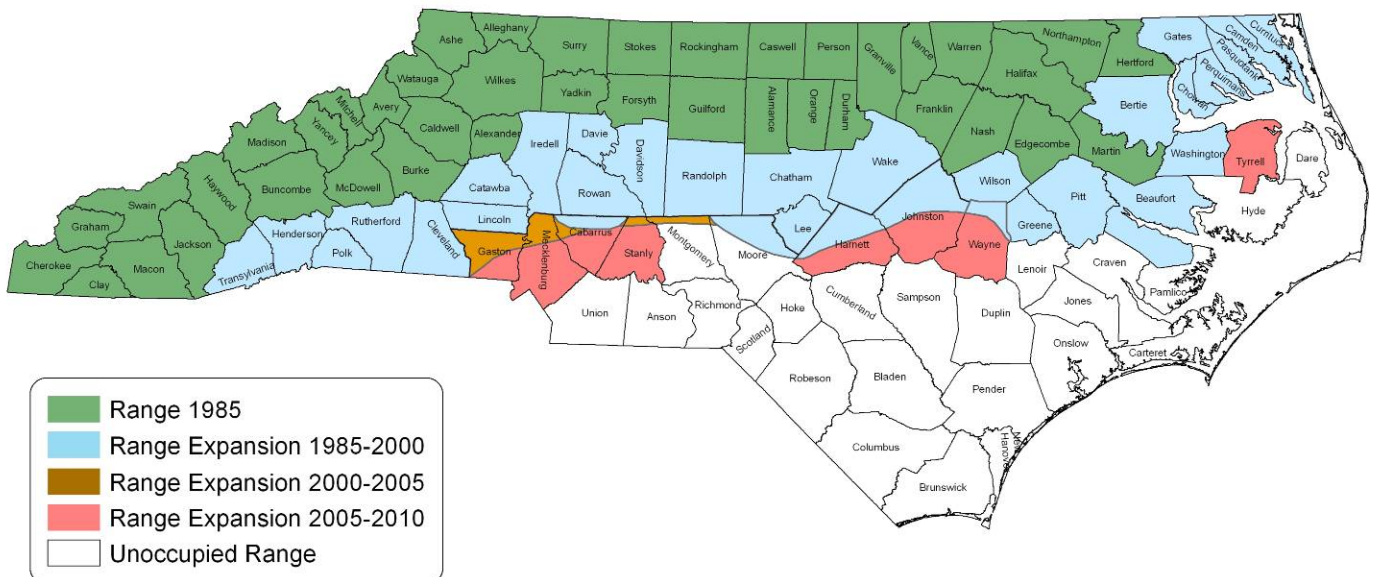 Ashe
Alleghany
Surry
Stokes
Rockingham
Caswell
Person
Granville
Vance
Warren
Northampton
Hertford
Gates
Camden
Currituck
Pasquotank
Perquimans
Chowan
Watauga
Wilkes
Yadkin
Forsyth
Guilford
Alamance
Orange
Durham
Franklin
Halifax
Bertie
Mitchell
Avery
Caldwell
Alexander
Iredell
Davie
Davidson
Nash
Edgecombe
Martin
Washington
Tyrrell
Dare
Madison
Yancey
Burke
Catawba
Rowan
Randolph
Chatham
Wake
Wilson
Pitt
Beaufort
Hyde
Swain
Haywood
Buncombe
McDowell
Rutherford
Lincoln
Cleveland
Graham
Jackson
Henderson
Polk
Gaston
Mecklenburg
Cabarrus
Stanly
Montgomery
Moore
Lee
Harnett
Johnston
Wayne
Greene
Lenoir
Craven
Pamlico
Cherokee
Clay
Macon
Transylvania
Union
Anson
Richmond
Scotland
Hoke
Cumberland
Sampson
Duplin
Jones
Onslow
Carteret
Robeson
Bladen
Pender
Columbus
Brunswick
New
Hanover
Range 1985
Range Expansion 1985-2000
Range Expansion 2000-2005
Range Expansion 2005-2010
Unoccupied Range